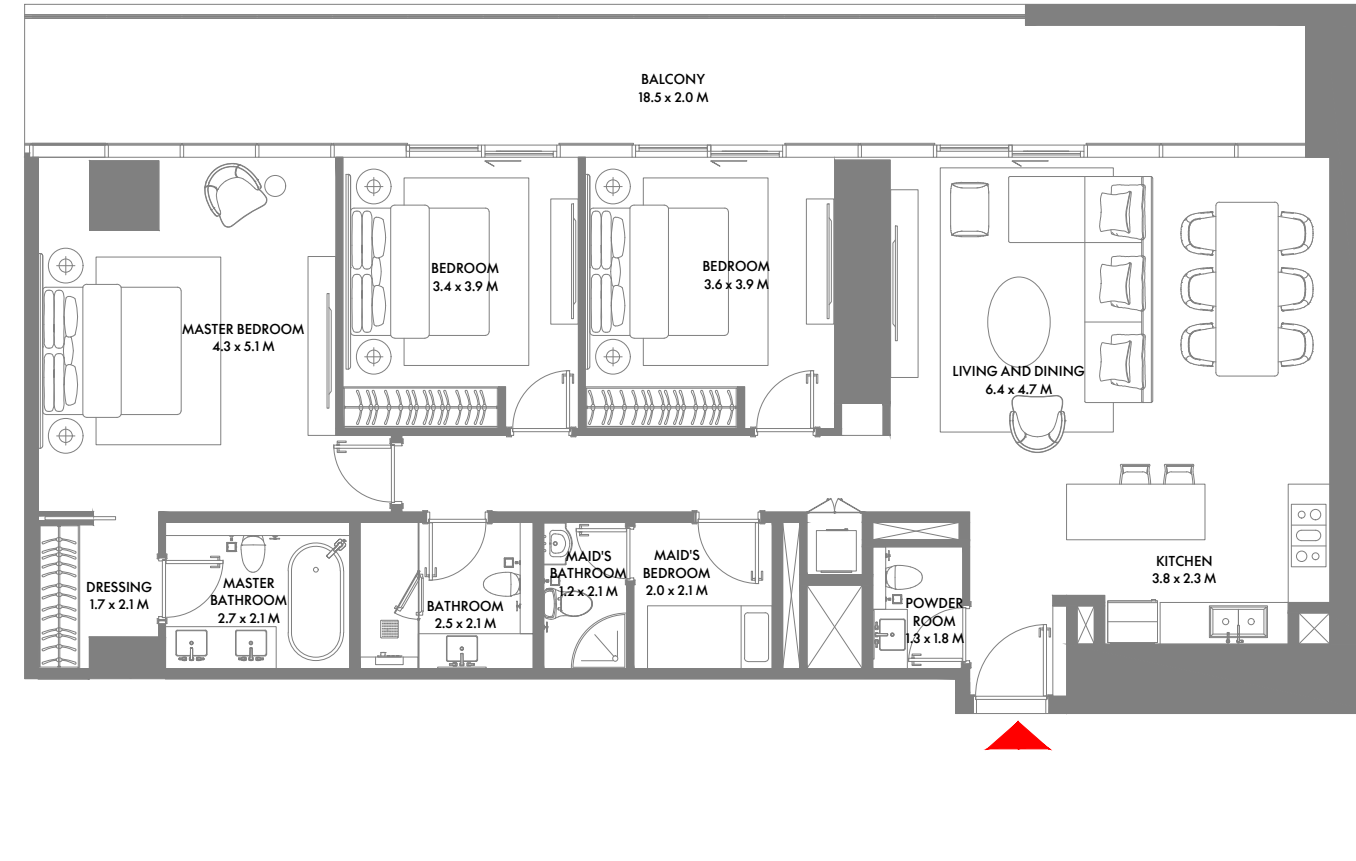 BALCONY
18.5 x 2.0 M
BEDROOM
3.4 x 3.9 M
BEDROOM
3.6 x 3.9 M
MASTER BEDROOM
4.3 x 5.1 M
LIVING AND DINING
6.4 x 4.7 M
DRESSING
1.7 x 2.1 M
MASTER
BATHROOM
2.7 x 2.1 M
BATHROOM
2.5 x 2.1 M
MAID'S
BATHROOM
1.2 x 2.1 M
MAID'S
BEDROOM
2.0 x 2.1 M
POWDER
ROOM
1.3 x 1.8 M
KITCHEN
3.8 x 2.3 M